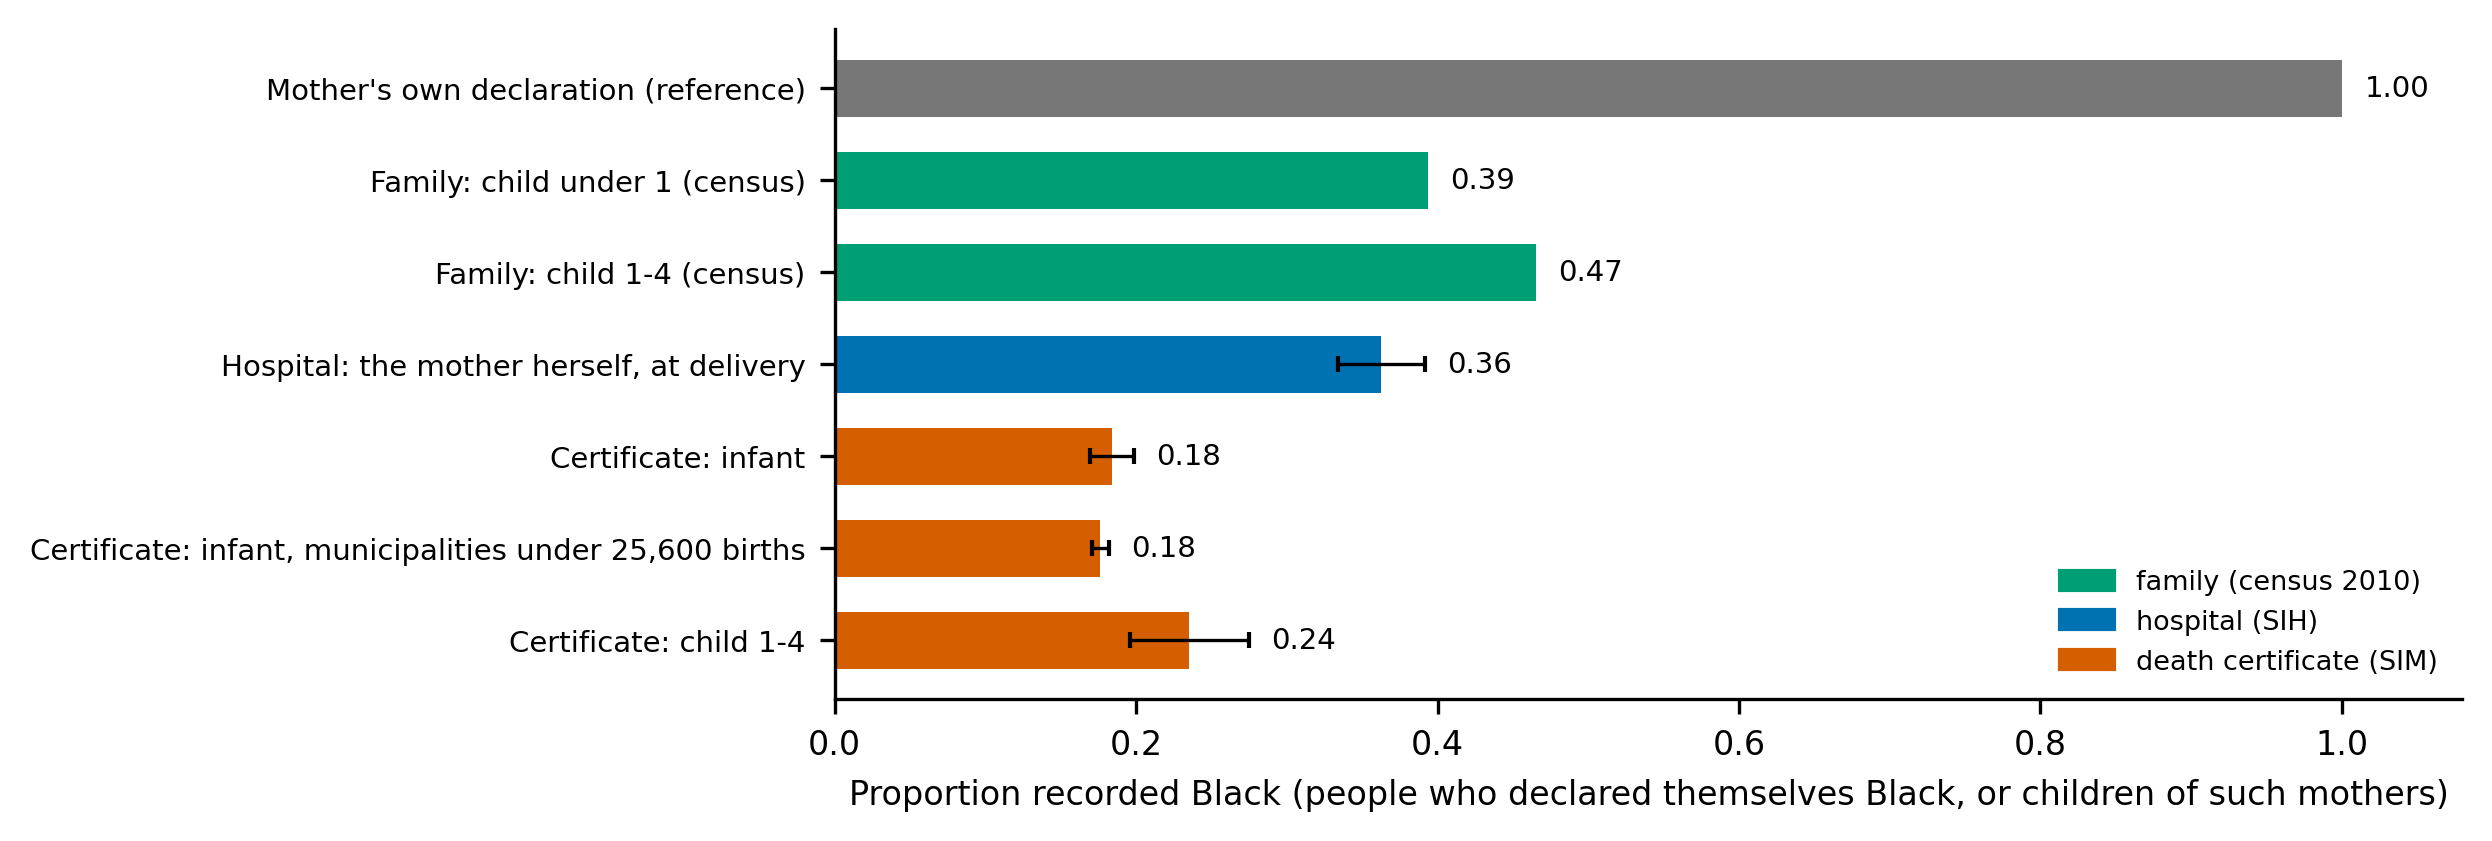 Mother's own declaration (reference) 1.00
Family: child under 1 (census) 0.39
Family: child 1-4 (census) 0.47
Hospital: the mother herself, at delivery 0.36
Certificate: infant 0.18
Certificate: infant, municipalities under 25,600 births 0.18
Certificate: child 1-4 0.24
family (census 2010)
hospital (SIH)
death certificate (SIM)
0.0 0.2 0.4 0.6 0.8 1.0
Proportion recorded Black (people who declared themselves Black, or children of such mothers)